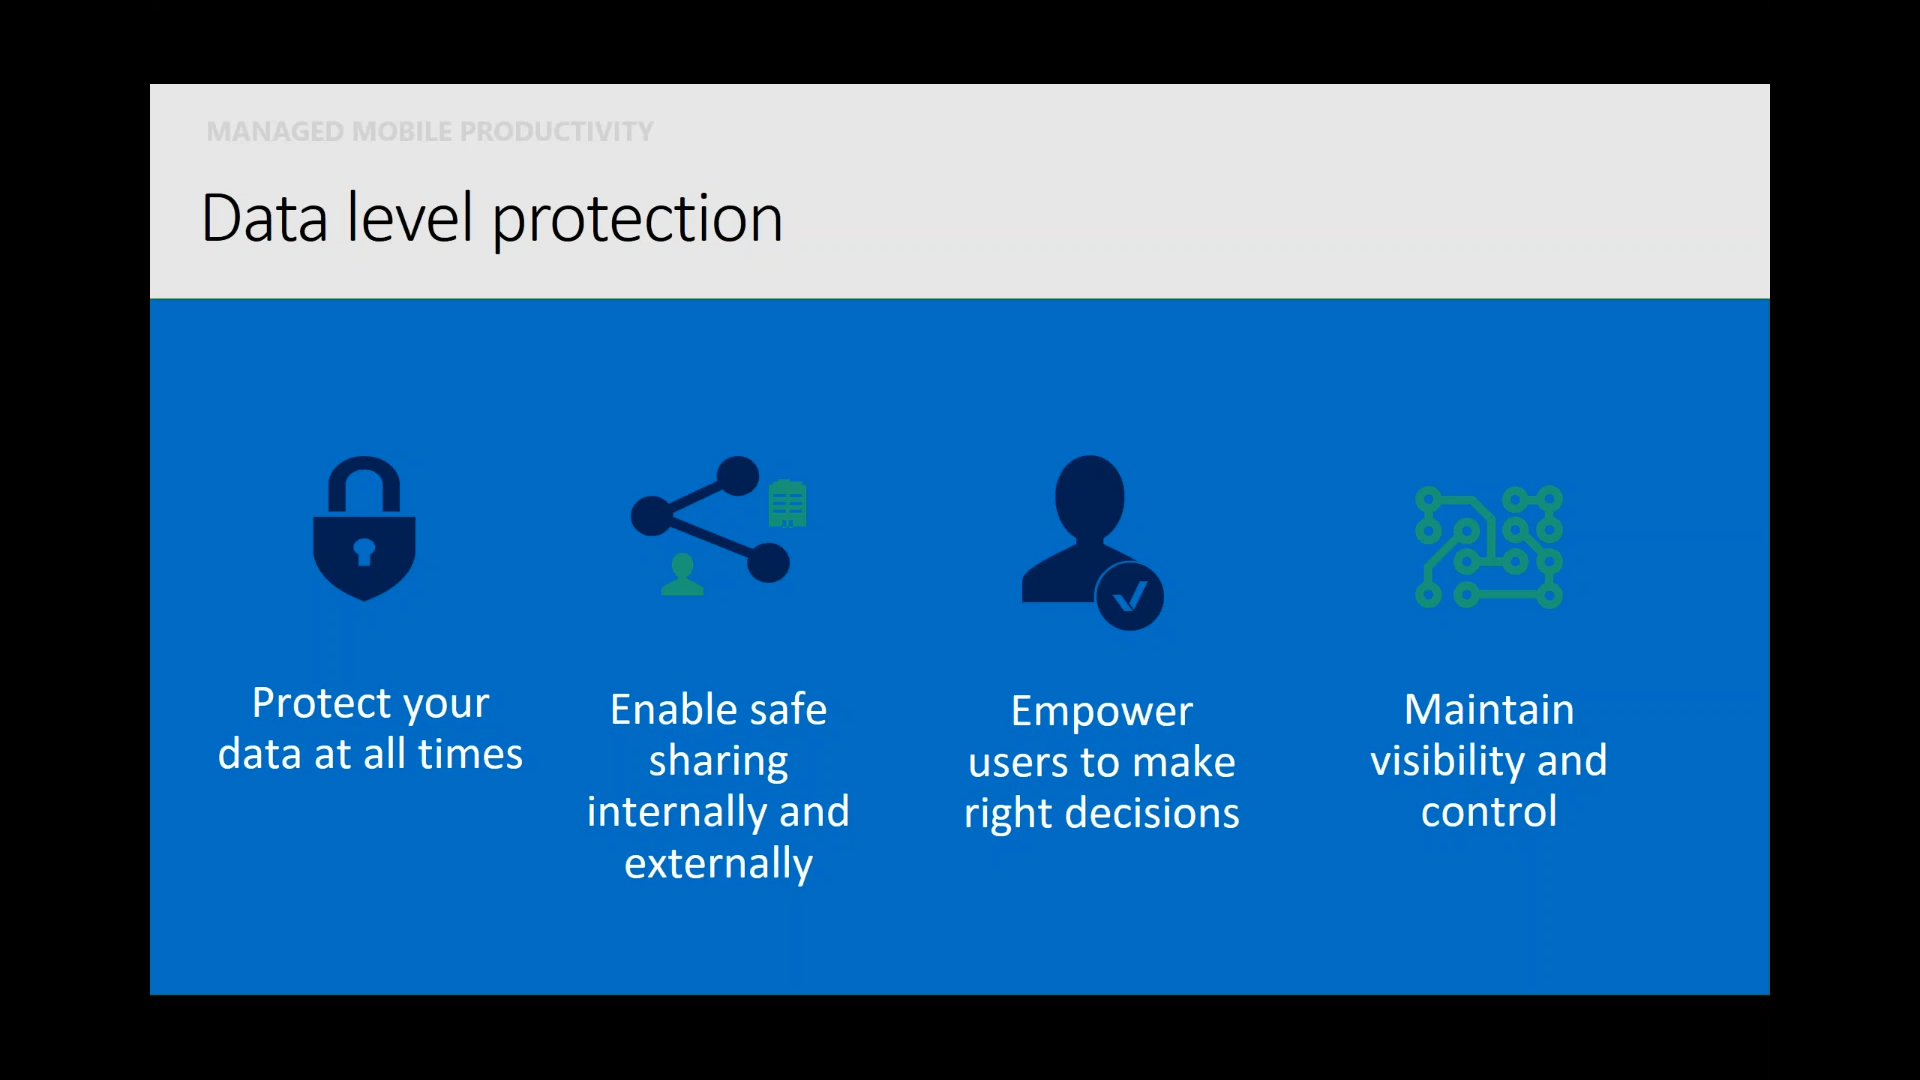 MANAGED MOBILE PRODUCTIVITY
Data level protection
Protect your
data at all times
Enable safe
sharing
internally and
externally
Empower
users to make
right decisions
Maintain
visibility and
control